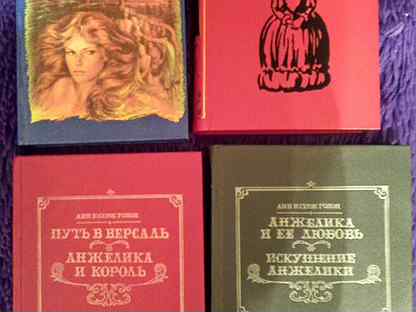 АНН И СЕРЖ ГОЛОН
ПУТЬ В ВЕРСАЛЬ
АНЖЕЛИКА
И КОРОЛЬ
АНН И СЕРЖ ГОЛОН
АНЖЕЛИКА
И ЕЕ ЛЮБОВЬ
ИСКУШЕНИЕ
АНЖЕЛИКИ